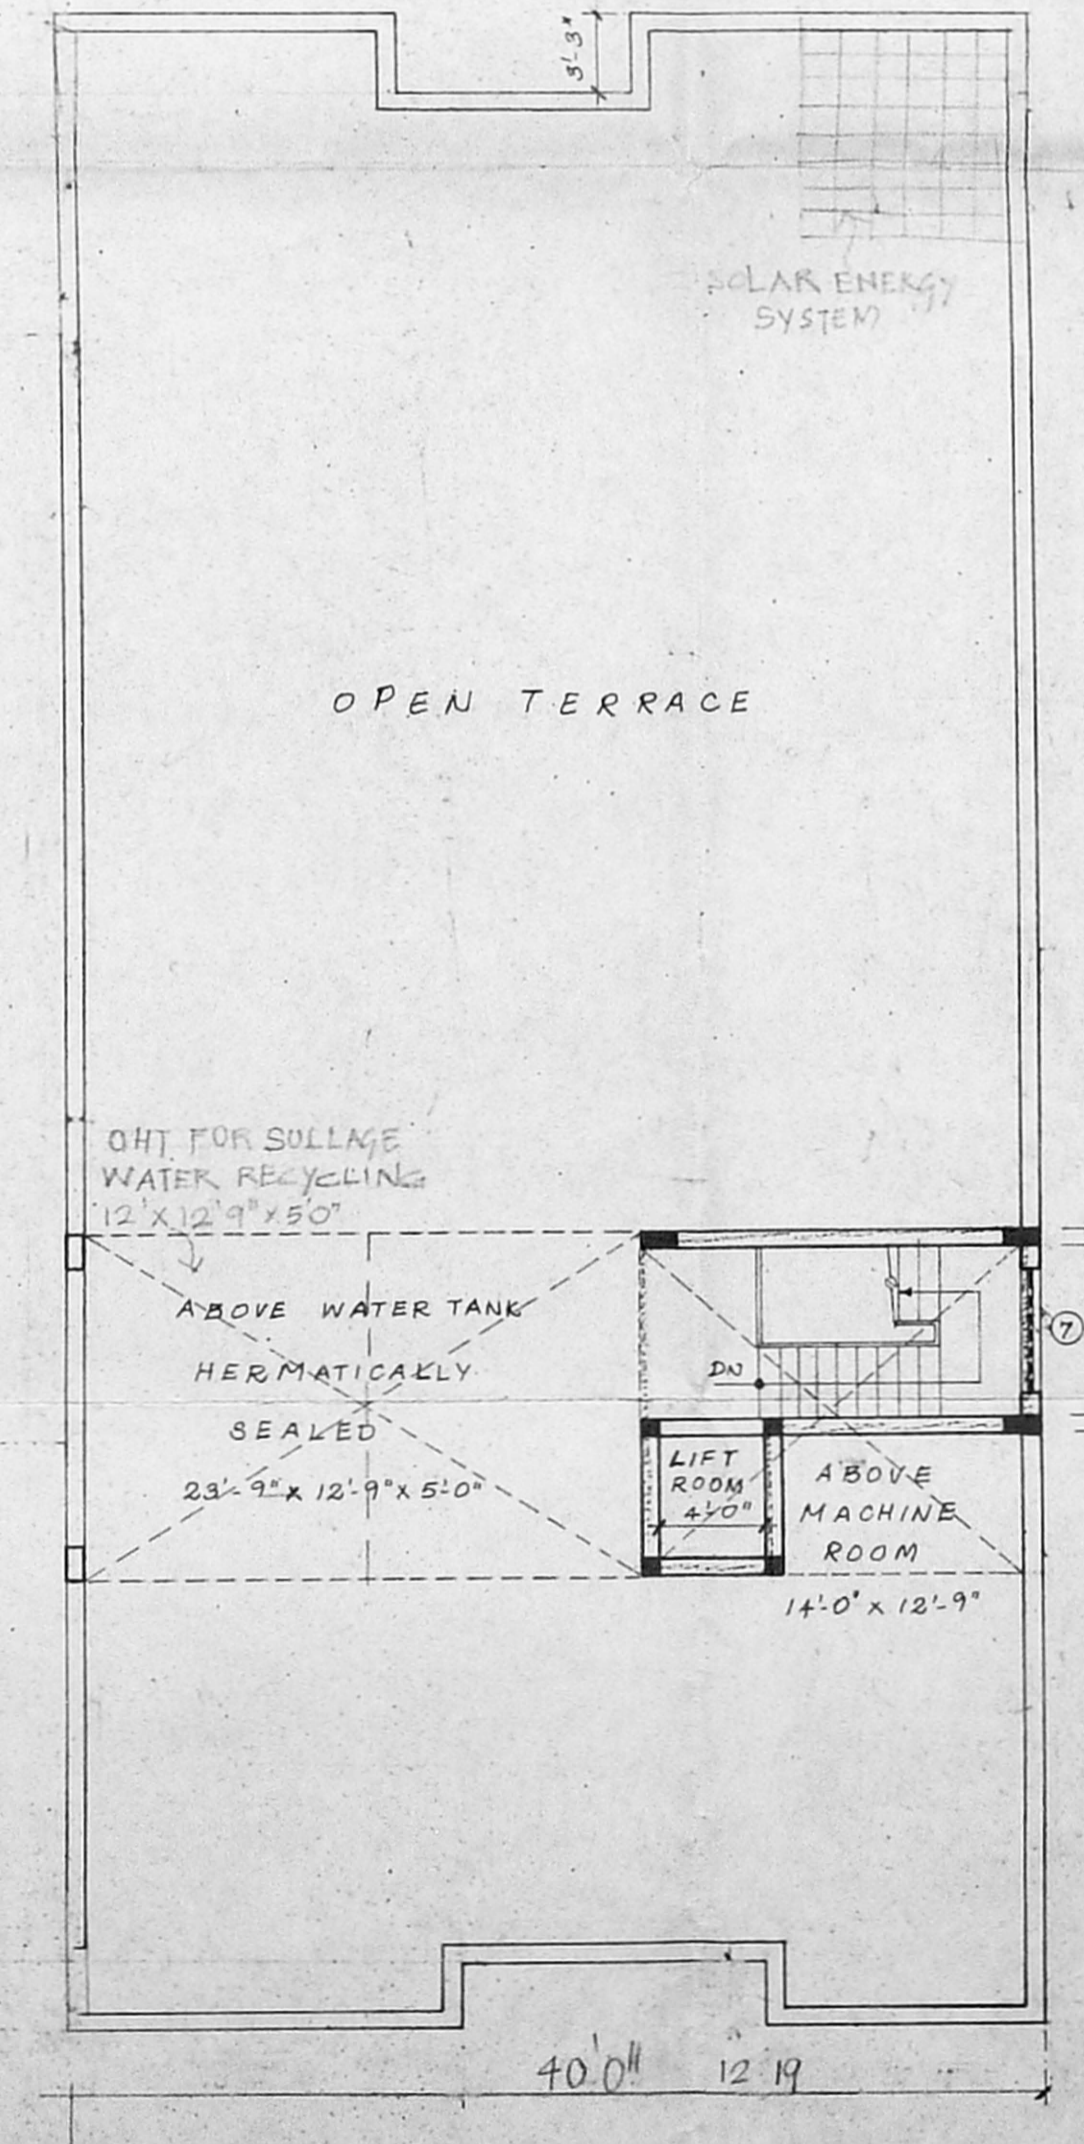 3'-3"
SOLAR ENERGY
SYSTEM
OPEN TERRACE
OHT. FOR SULLAGE
WATER RECYCLING
12'X12'9"X5'0"
ABOVE WATER TANK
HERMATICALLY
SEALED
23'-9"x 12'-9"x 5'-0"
7
DN
LIFT
ROOM
4'-0"
ABOVE
MACHINE
ROOM
14'-0" x 12'-9"
40'0" 12 19